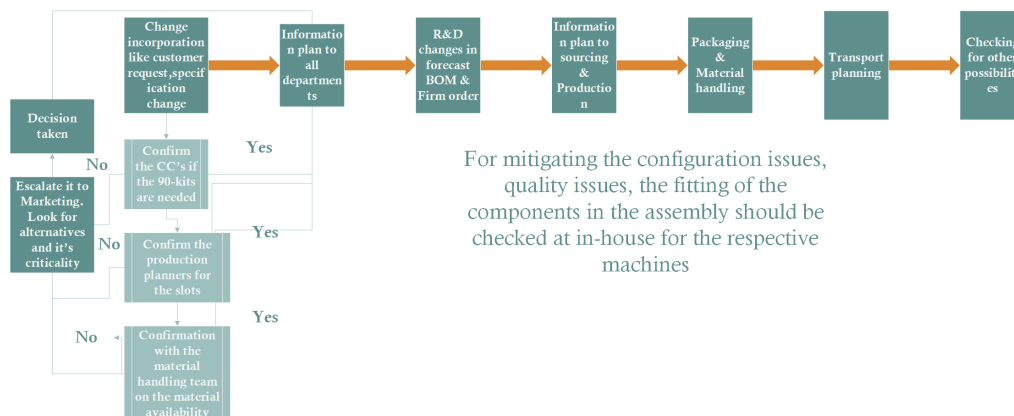 Change
incorporation
like customer
request,specif
ication
change
Informatio
n plan to
all
departme
nts
R&D
changes in
forecast
BOM &
Firm order
Informatio
n plan to
sourcing
&
Productio
n
Packaging
&
Material
handling
Transport
planning
Checking
for other
possibiliti
es
Decision
taken
No
Confirm
the CC's if
the 90-kits
are needed
Yes
Escalate it to
Marketing.
Look for
alternatives
and it's
criticality
No
Confirm the
production
planners for
the slots
Yes
No
Confirmation
with the
material
handling team
on the material
availability
Yes
For mitigating the configuration issues,
quality issues, the fitting of the
components in the assembly should be
checked at in-house for the respective
machines